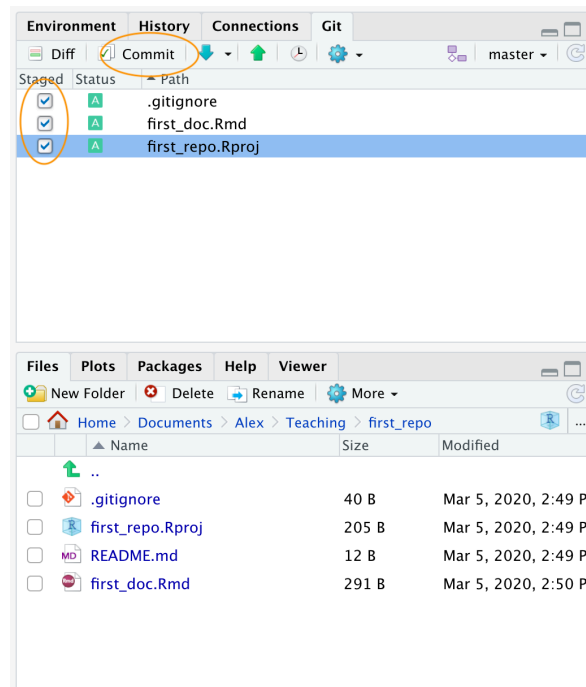 Environment History Connections Git
Diff Commit master
Staged Status Path
A .gitignore
A first_doc.Rmd
A first_repo.Rproj
Files Plots Packages Help Viewer
New Folder Delete Rename More
Home Documents Alex Teaching first_repo R ...
Name Size Modified
..
.gitignore 40 B Mar 5, 2020, 2:49 P
R first_repo.Rproj 205 B Mar 5, 2020, 2:49 P
MD README.md 12 B Mar 5, 2020, 2:49 P
first_doc.Rmd 291 B Mar 5, 2020, 2:50 P